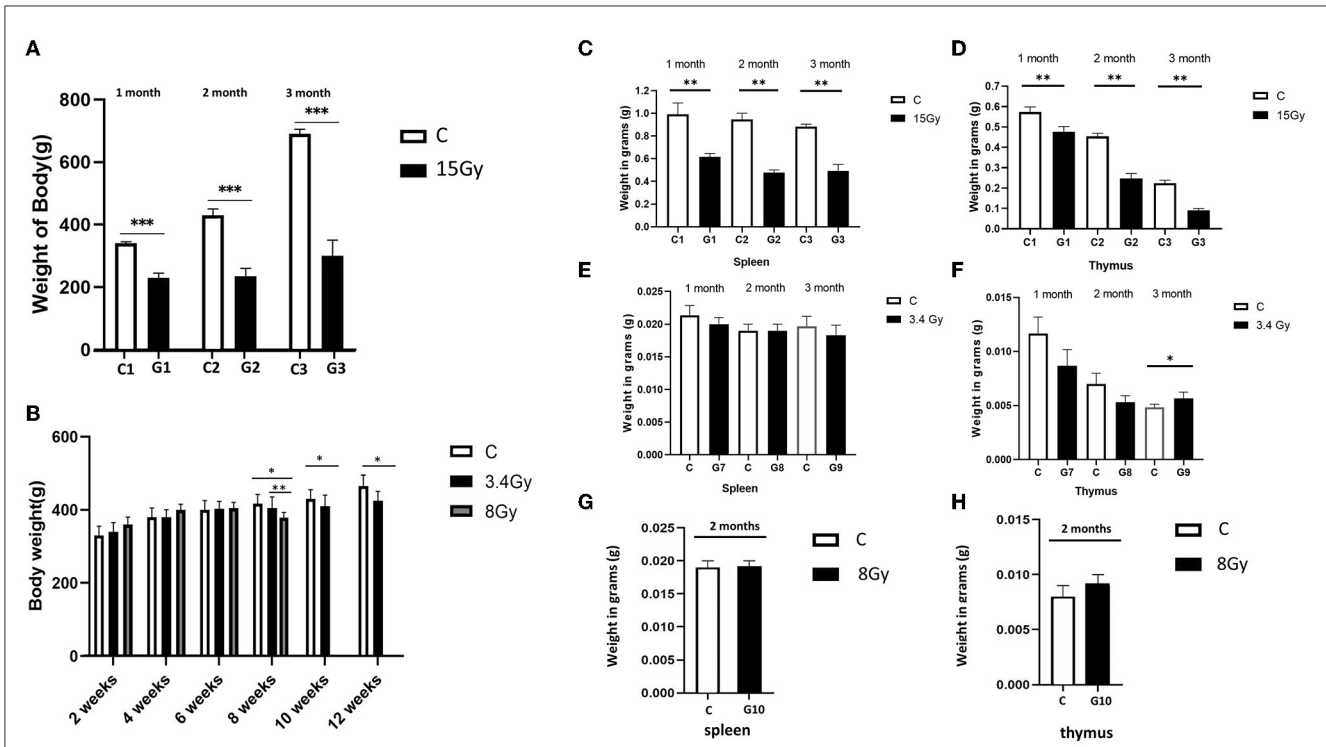 A
1 month 2 month 3 month
*** *** ***
Weight of Body(g)
800
600
400
200
0
C1 G1 C2 G2 C3 G3
C
15Gy
B
Body weight(g)
600
400
200
0
* ** * *
2 weeks 4 weeks 6 weeks 8 weeks 10 weeks 12 weeks
C
3.4Gy
8Gy
C
1 month 2 month 3 month
** ** **
Weight in grams (g)
1.2
1.0
0.8
0.6
0.4
0.2
0.0
C1 G1 C2 G2 C3 G3
Spleen
C
15Gy
D
1 month 2 month 3 month
** ** **
Weight in grams (g)
0.7
0.6
0.5
0.4
0.3
0.2
0.1
0.0
C1 G1 C2 G2 C3 G3
Thymus
C
15Gy
E
1 month 2 month 3 month
Weight in grams (g)
0.025
0.020
0.015
0.010
0.005
0.000
C G7 C G8 C G9
Spleen
C
3.4 Gy
F
1 month 2 month 3 month
*
Weight in grams (g)
0.015
0.010
0.005
0.000
C G7 C G8 C G9
Thymus
C
3.4 Gy
G
2 months
Weight in grams (g)
0.025
0.020
0.015
0.010
0.005
0.000
C G10
spleen
C
8Gy
H
2 months
Weight in grams (g)
0.015
0.010
0.005
0.000
C G10
thymus
C
8Gy